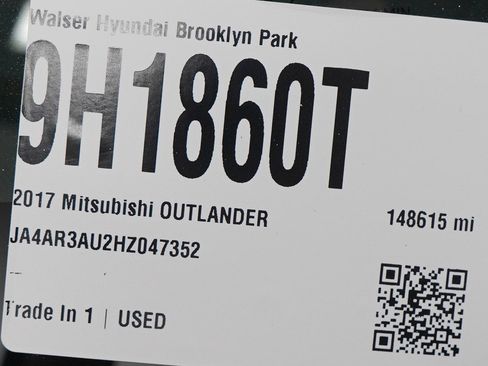 Walser Hyundai Brooklyn Park
9H1860T
2017 Mitsubishi OUTLANDER
148615 mi
JA4AR3AU2HZ047352
--
Trade In 1 | USED